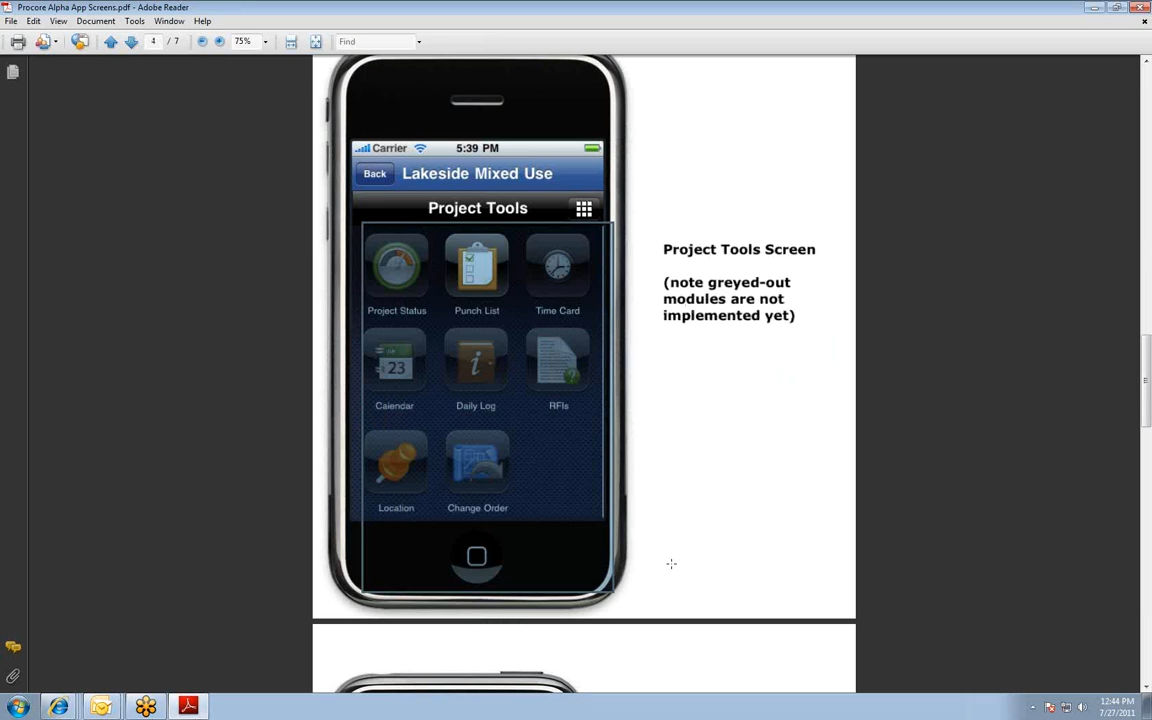 Procore Alpha App Screens.pdf - Adobe Reader
File Edit View Document Tools Window Help
4 / 7 75% Find
Carrier 5:39 PM
Back Lakeside Mixed Use
Project Tools
Project Status Punch List Time Card
23
Calendar Daily Log RFIs
Location Change Order
Project Tools Screen
(note greyed-out
modules are not
implemented yet)
12:44 PM
7/27/2011